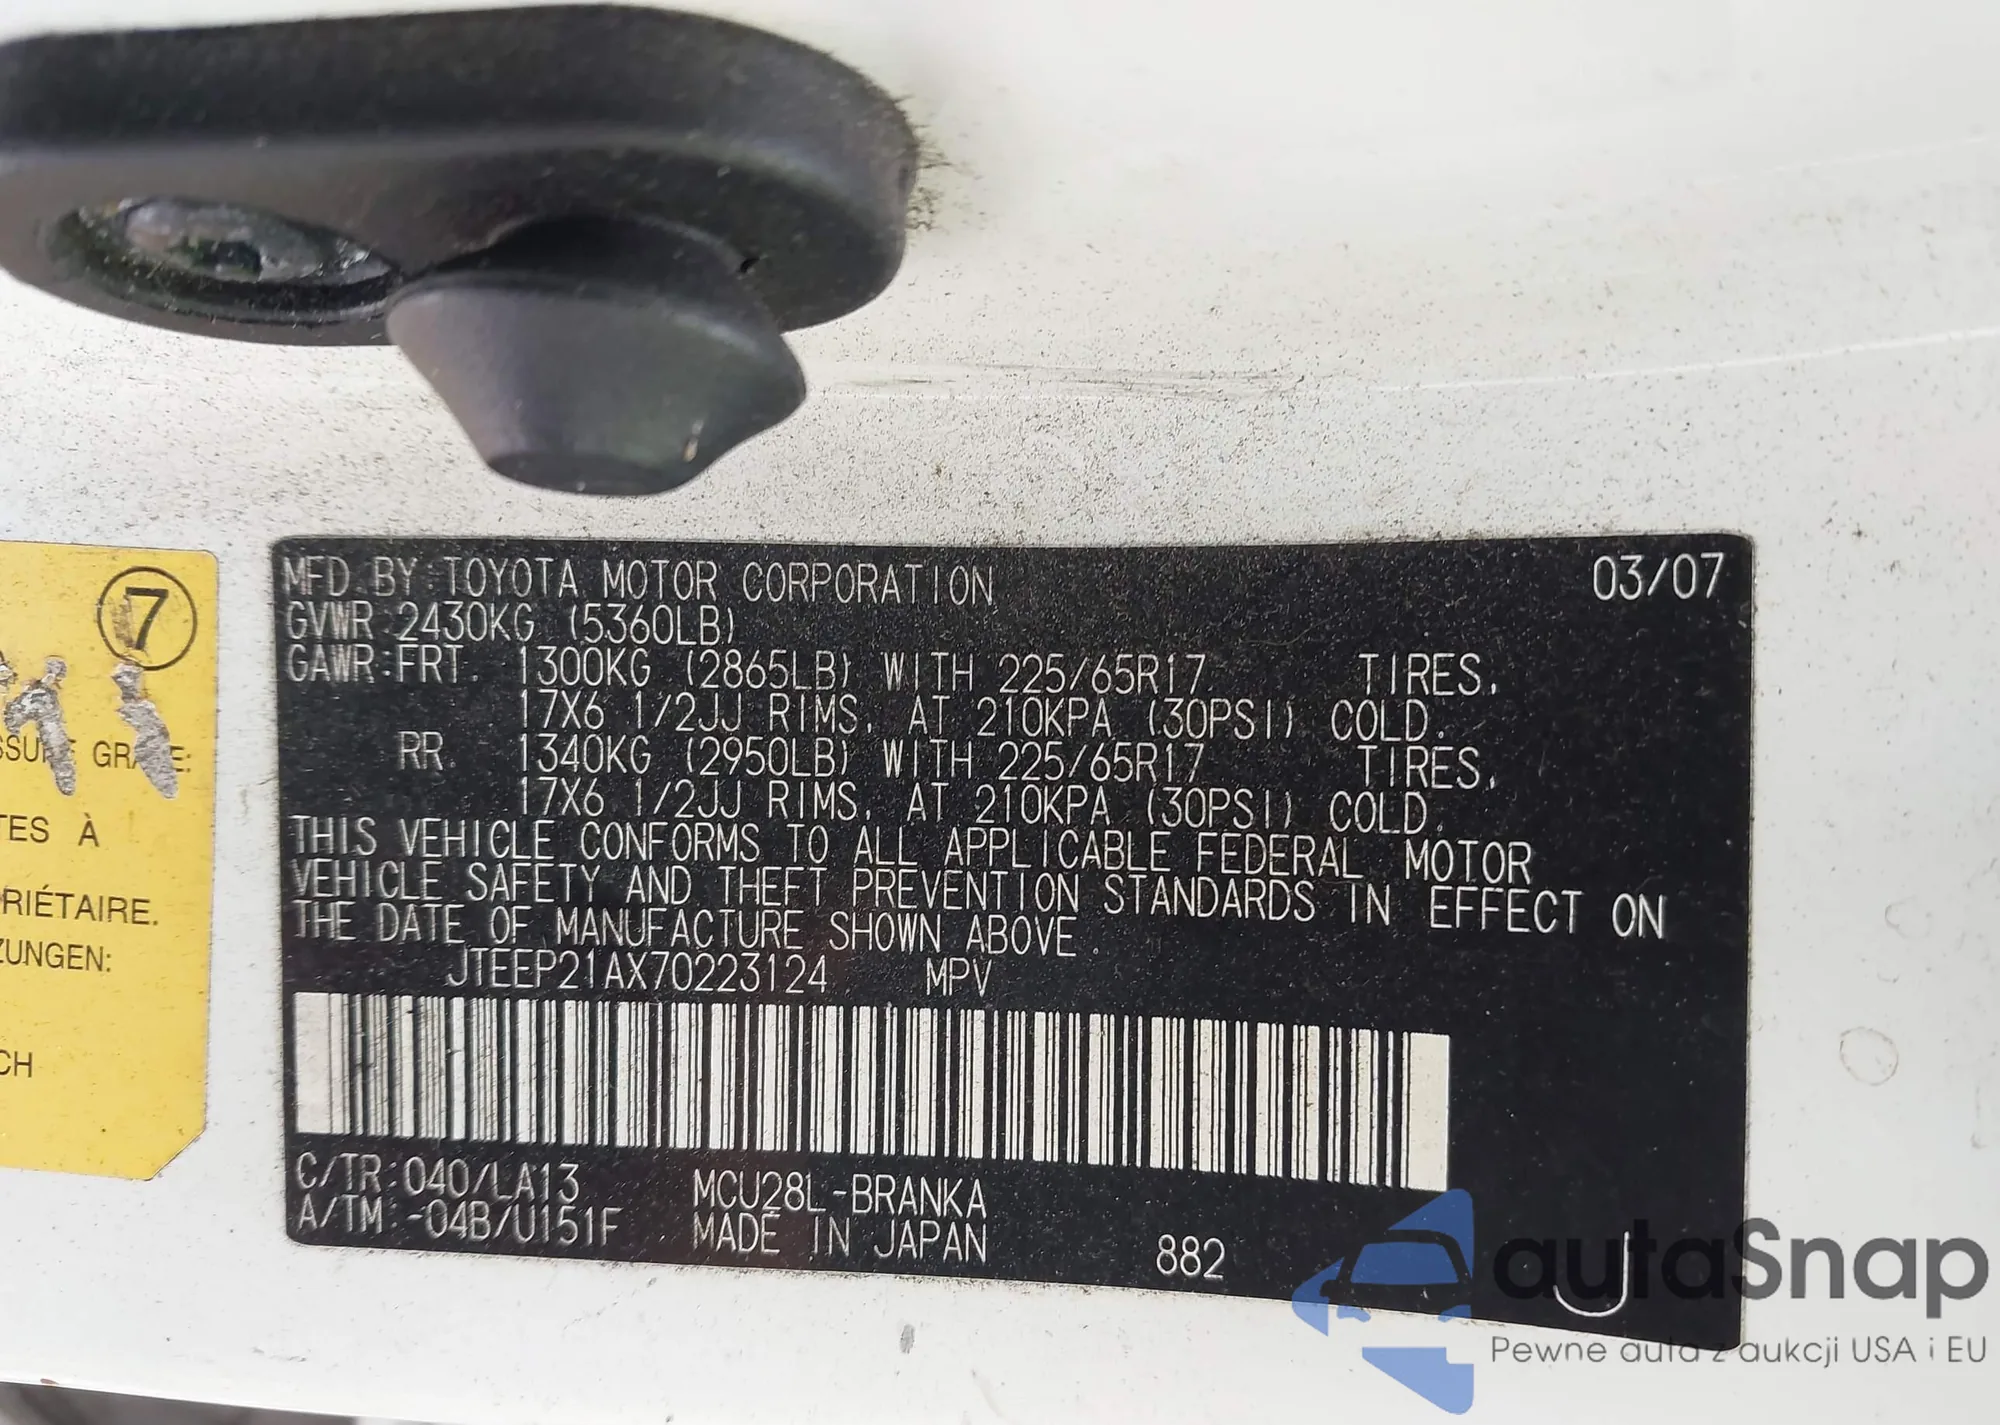 7
GRA E:
TES À
RIÉTAIRE.
ZUNGEN:
CH
MFD BY TOYOTA MOTOR CORPORATION 03/07
GVWR 2430KG (5360LB)
GAWR:FRT. 1300KG (2865LB) WITH 225/65R17 TIRES,
17X6 1/2JJ RIMS, AT 210KPA (30PSI) COLD.
RR. 1340KG (2950LB) WITH 225/65R17 TIRES,
17X6 1/2JJ RIMS, AT 210KPA (30PSI) COLD.
THIS VEHICLE CONFORMS TO ALL APPLICABLE FEDERAL MOTOR
VEHICLE SAFETY AND THEFT PREVENTION STANDARDS IN EFFECT ON
THE DATE OF MANUFACTURE SHOWN ABOVE.
JTEEP21AX70223124 MPV
C/TR:040/LA13 MCU28L-BRANKA
A/TM:-04B/U151F MADE IN JAPAN 882 J
autaSnap
Pewne auta z aukcji USA i EU